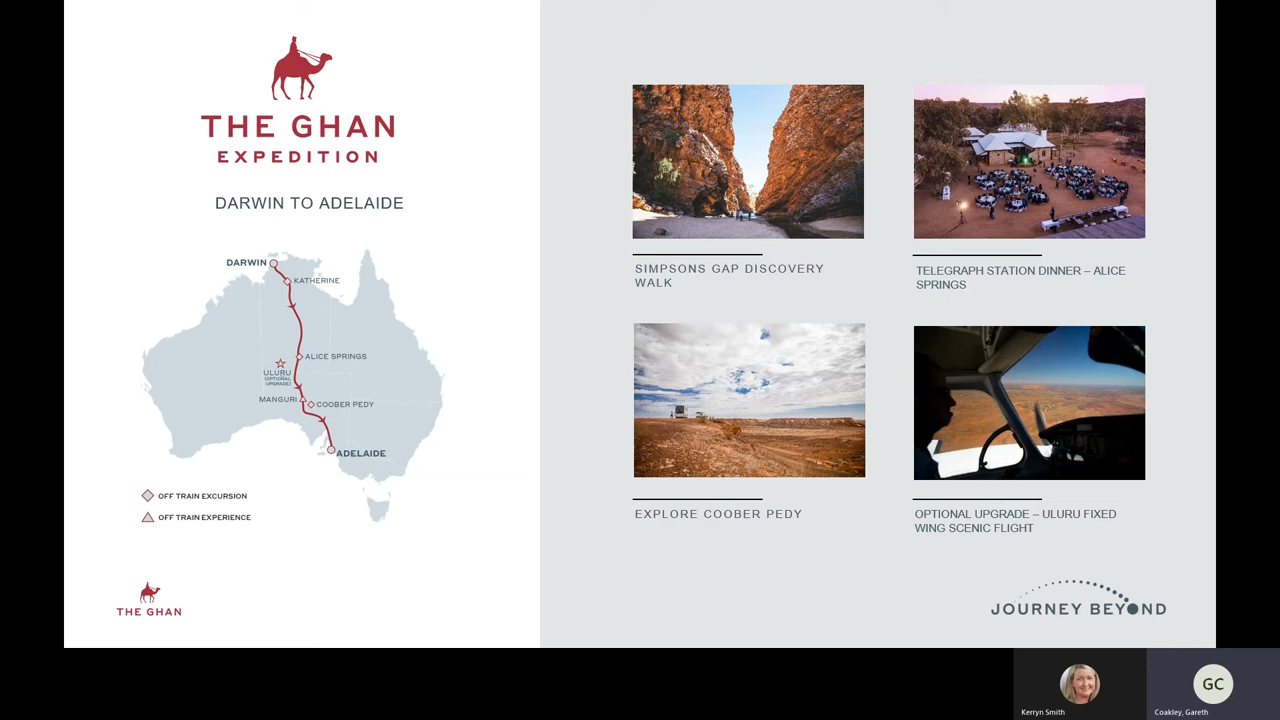 THE GHAN
EXPEDITION
DARWIN TO ADELAIDE
DARWIN
KATHERINE
ALICE SPRINGS
ULURU
(OPTIONAL
UPGRADE)
MANGURI
COOBER PEDY
ADELAIDE
OFF TRAIN EXCURSION
OFF TRAIN EXPERIENCE
THE GHAN
SIMPSONS GAP DISCOVERY
WALK
TELEGRAPH STATION DINNER – ALICE
SPRINGS
EXPLORE COOBER PEDY
OPTIONAL UPGRADE – ULURU FIXED
WING SCENIC FLIGHT
JOURNEY BEYOND
GC
Kerryn Smith
Coakley, Gareth